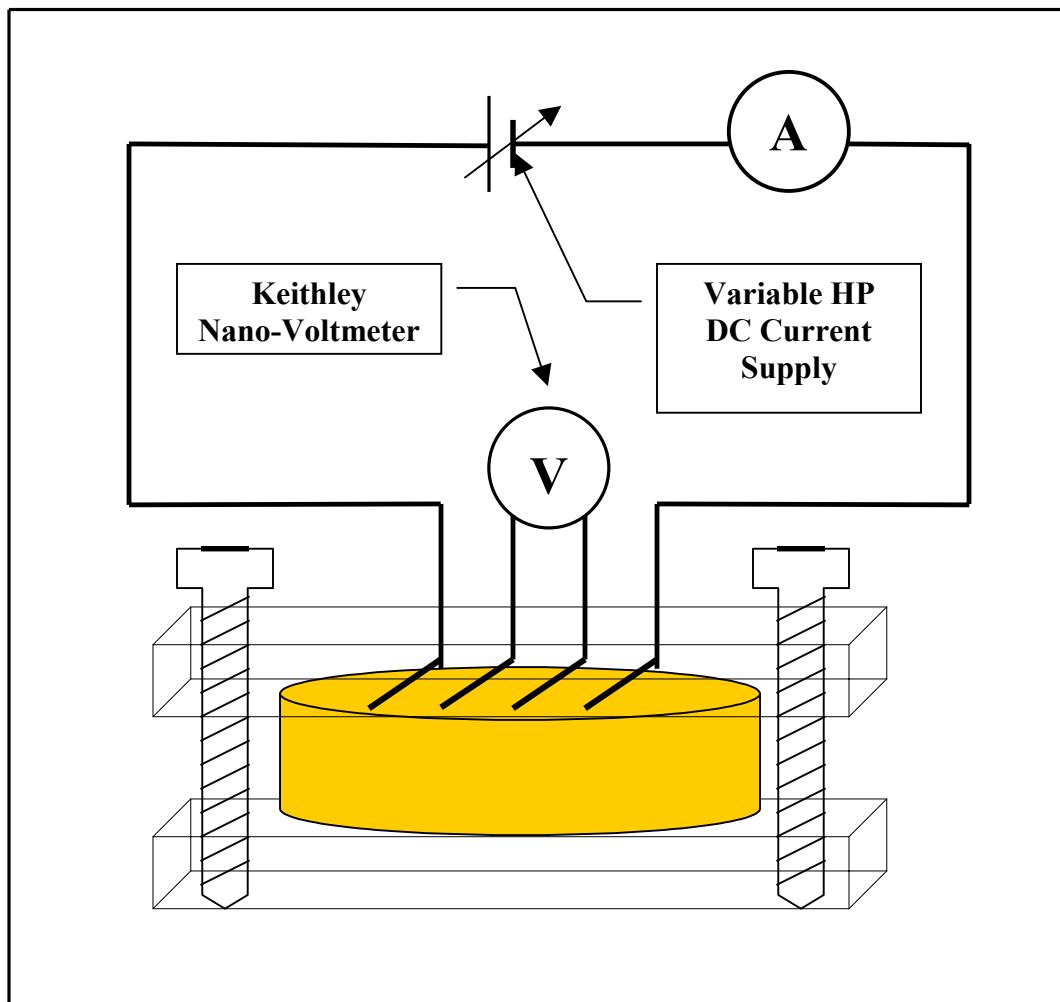 A
Keithley
Nano-Voltmeter
Variable HP
DC Current
Supply
V